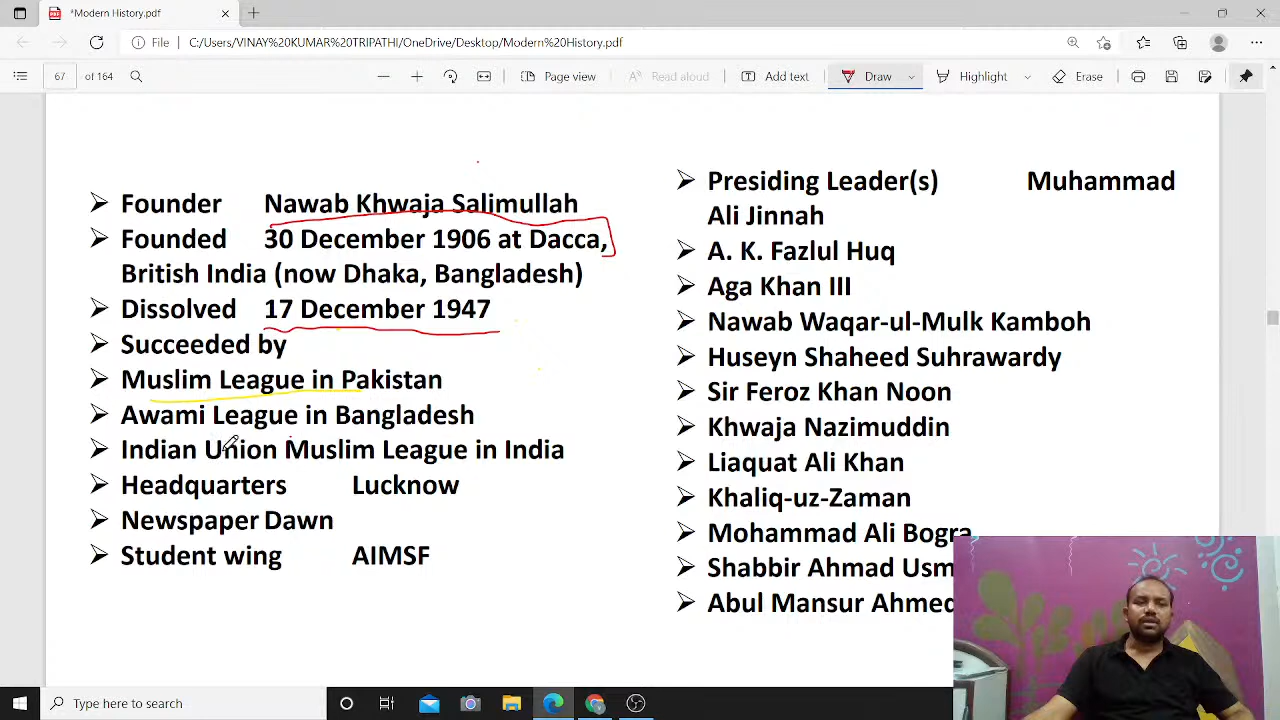 *Modern History.pdf
File
C:/Users/VINAY%20KUMAR%20TRIPATHI/OneDrive/Desktop/Modern%20History.pdf
67 of 164
Page view
Read aloud
Add text
Draw
Highlight
Erase
Founder Nawab Khwaja Salimullah
Founded 30 December 1906 at Dacca,
British India (now Dhaka, Bangladesh)
Dissolved 17 December 1947
Succeeded by
Muslim League in Pakistan
Awami League in Bangladesh
Indian Union Muslim League in India
Headquarters Lucknow
Newspaper Dawn
Student wing AIMSF
Presiding Leader(s) Muhammad
Ali Jinnah
A. K. Fazlul Huq
Aga Khan III
Nawab Waqar-ul-Mulk Kamboh
Huseyn Shaheed Suhrawardy
Sir Feroz Khan Noon
Khwaja Nazimuddin
Liaquat Ali Khan
Khaliq-uz-Zaman
Mohammad Ali Bogra
Shabbir Ahmad Usm
Abul Mansur Ahmed
Type here to search